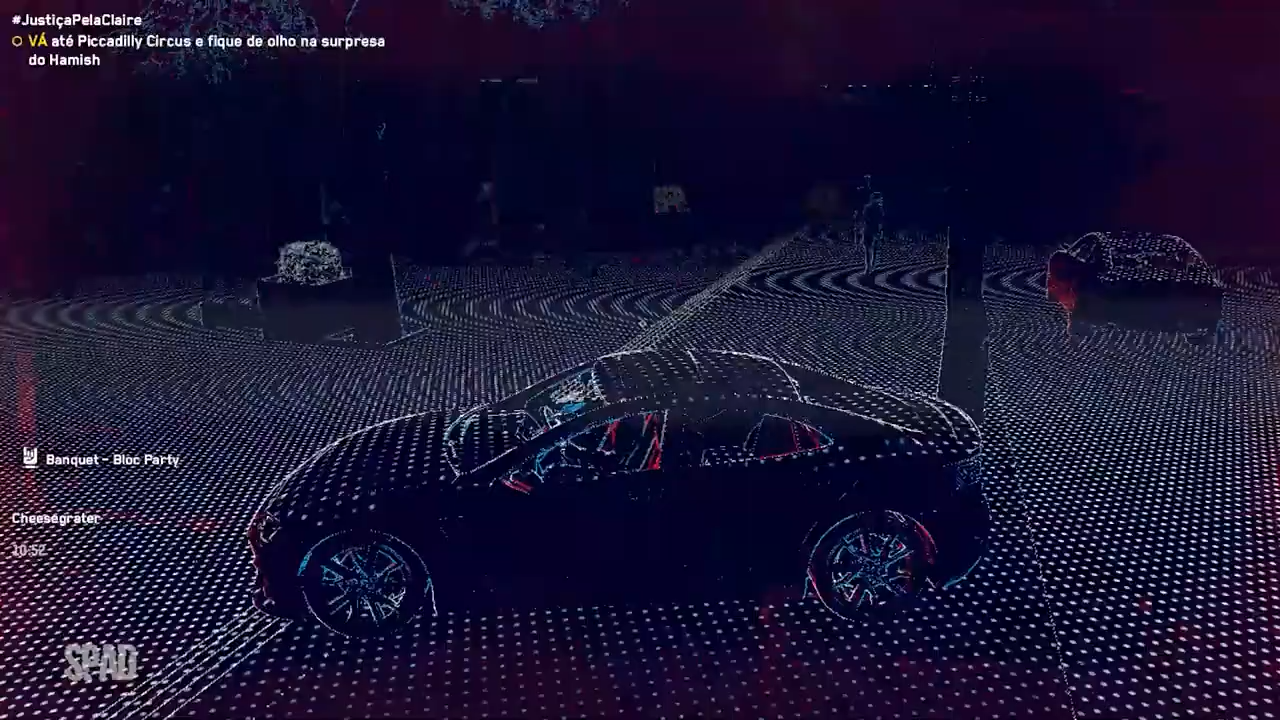 #JustiçaPelaClaire
VÁ até Piccadilly Circus e fique de olho na surpresa
do Hamish
Banquet - Bloc Party
Cheesegrater
10:52
SPAD